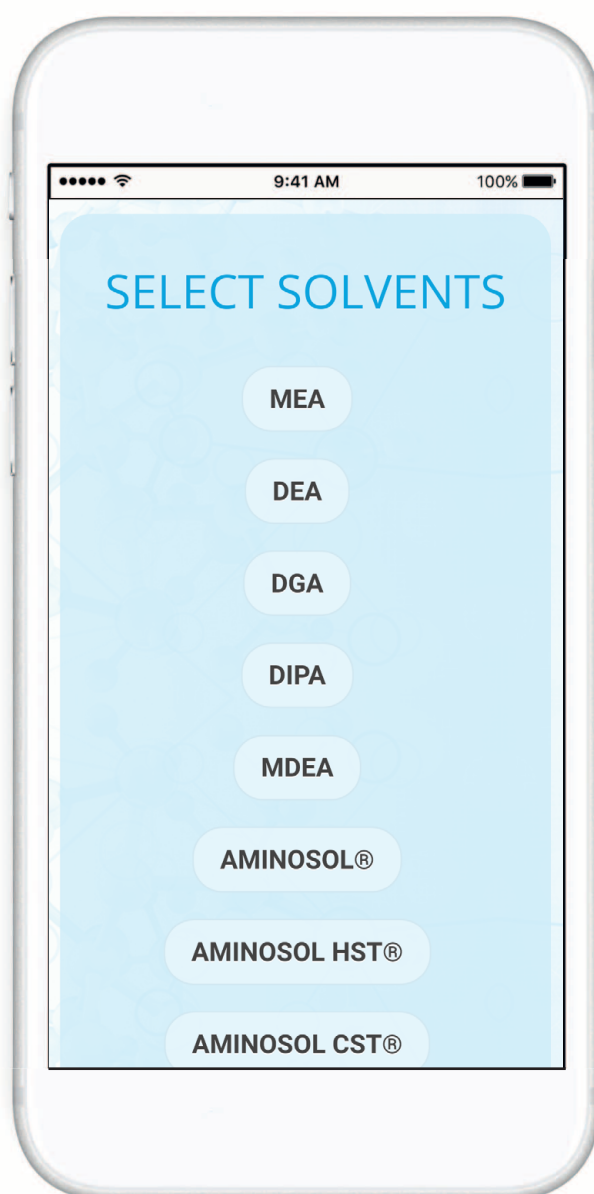 9:41 AM 100%
SELECT SOLVENTS
MEA
DEA
DGA
DIPA
MDEA
AMINOSOL®
AMINOSOL HST®
AMINOSOL CST®